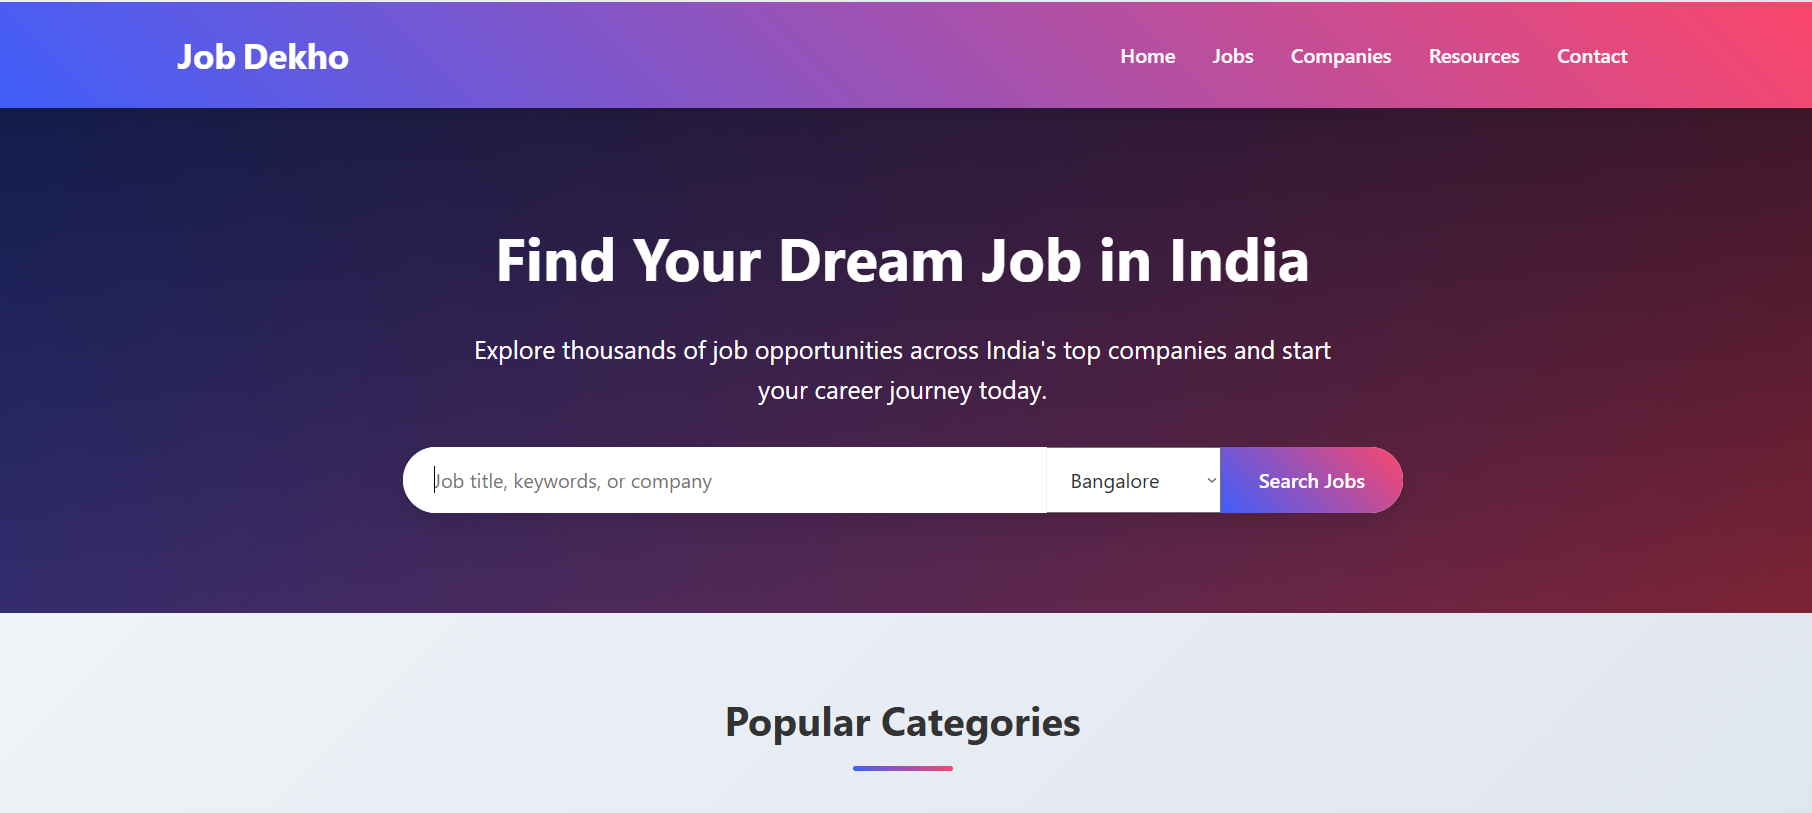 Job Dekho
Home Jobs Companies Resources Contact
Find Your Dream Job in India
Explore thousands of job opportunities across India's top companies and start
your career journey today.
Job title, keywords, or company
Bangalore
Search Jobs
Popular Categories